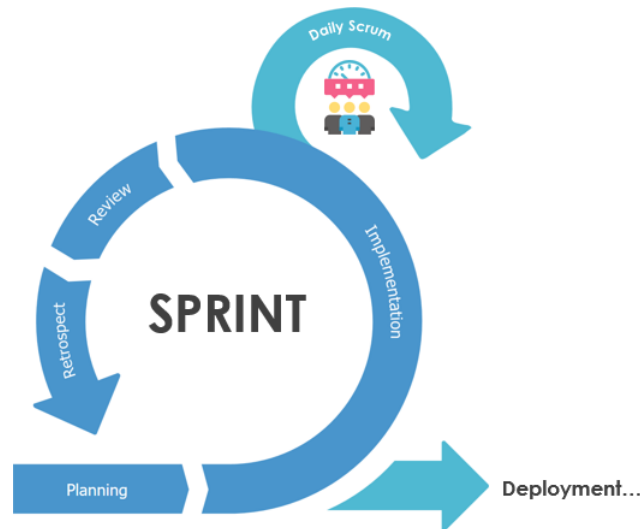 Daily Scrum
Review
Implementation
SPRINT
Retrospect
Planning
Deployment...